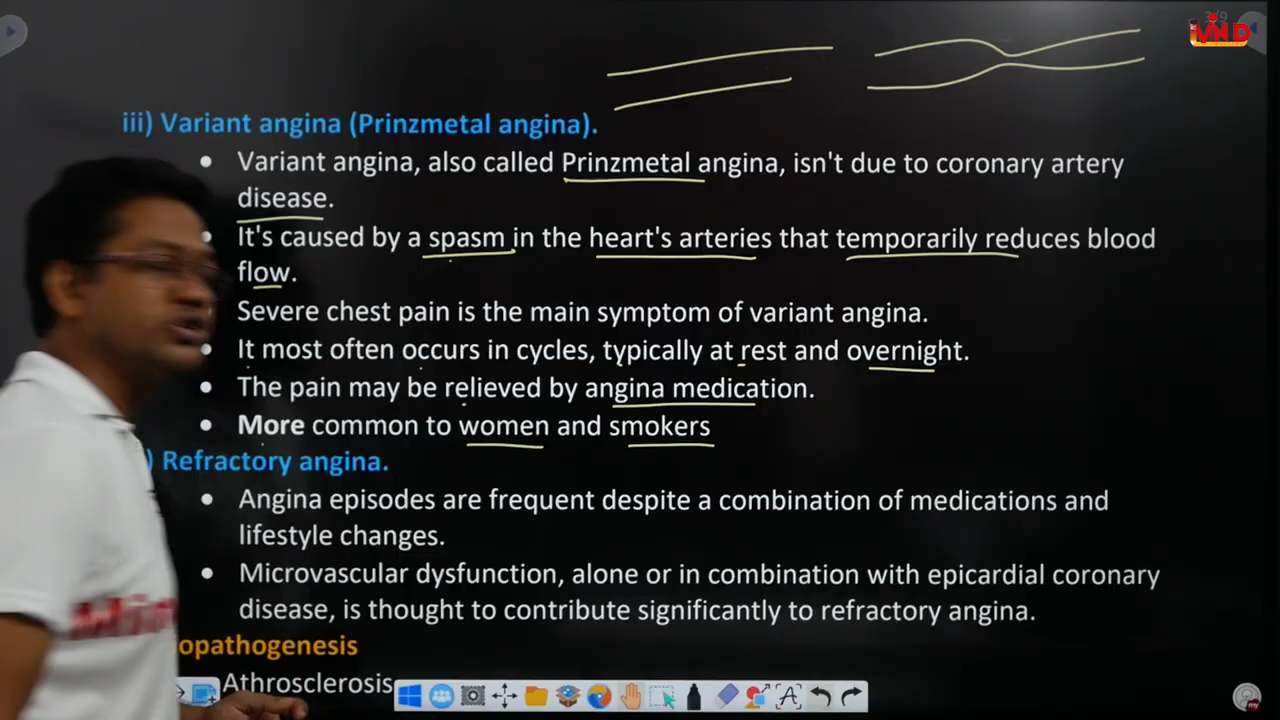 iii) Variant angina (Prinzmetal angina).
• Variant angina, also called Prinzmetal angina, isn't due to coronary artery
disease.
• It's caused by a spasm in the heart's arteries that temporarily reduces blood
flow.
Severe chest pain is the main symptom of variant angina.
• It most often occurs in cycles, typically at rest and overnight.
• The pain may be relieved by angina medication.
• More common to women and smokers
) Refractory angina.
• Angina episodes are frequent despite a combination of medications and
lifestyle changes.
• Microvascular dysfunction, alone or in combination with epicardial coronary
disease, is thought to contribute significantly to refractory angina.
opathogenesis
Athrosclerosis
my